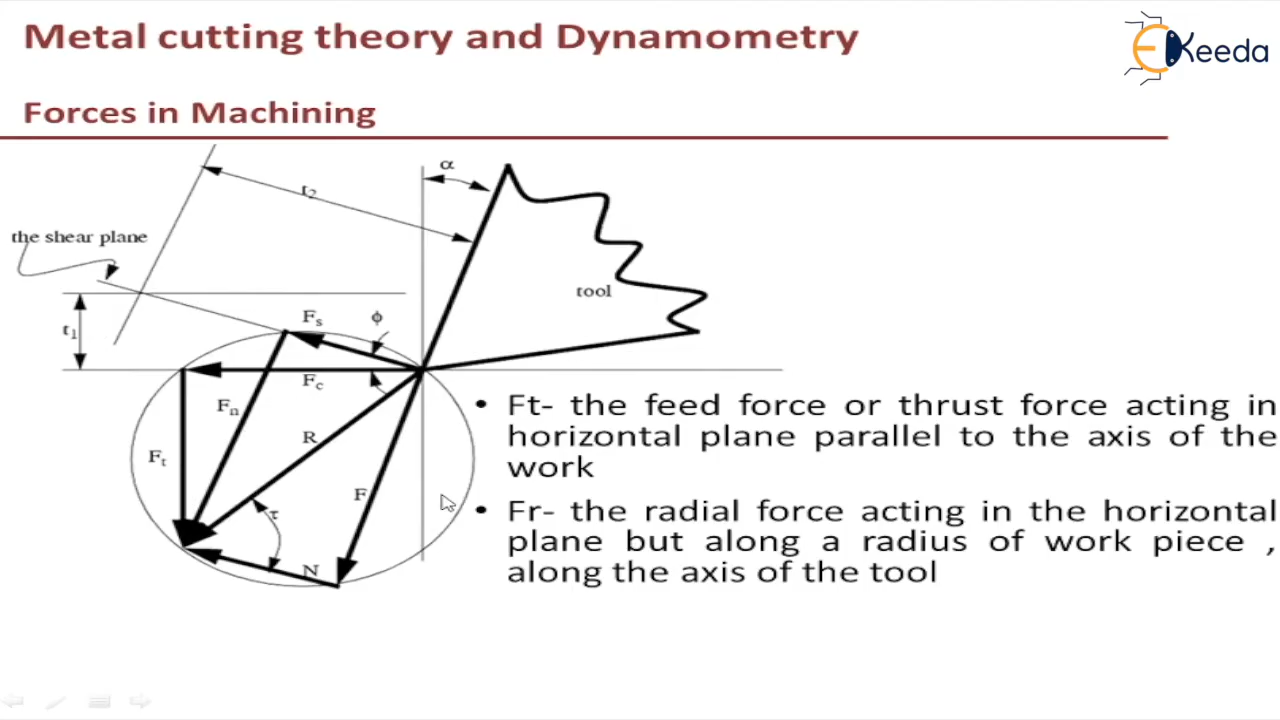 Metal cutting theory and Dynamometry
EKeeda
Forces in Machining
α
t₂
the shear plane
tool
Fₛ
ϕ
t₁
F꜀
Fₙ
R
Fₜ
F
τ
N
• Ft- the feed force or thrust force acting in
horizontal plane parallel to the axis of the
work
• Fr- the radial force acting in the horizontal
plane but along a radius of work piece ,
along the axis of the tool